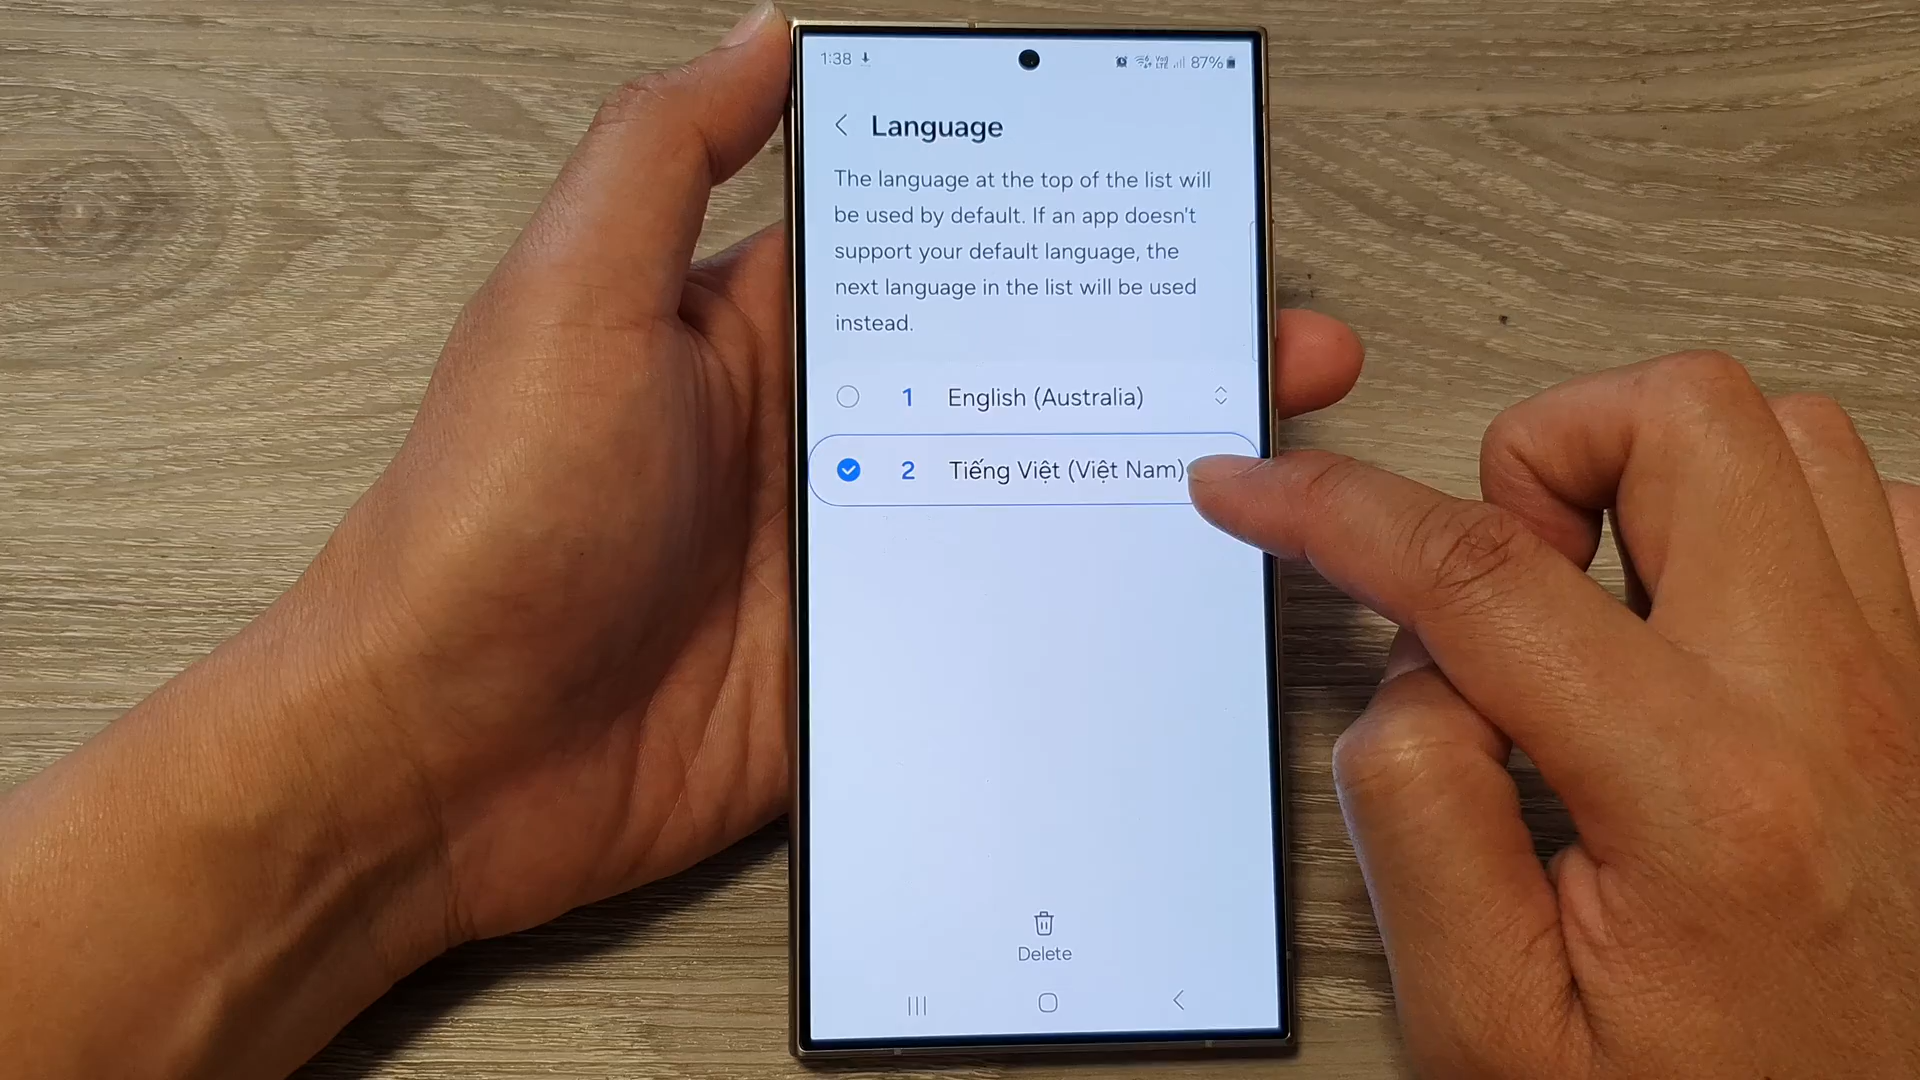 1:38 87%
Language
The language at the top of the list will
be used by default. If an app doesn't
support your default language, the
next language in the list will be used
instead.
1 English (Australia)
2 Tiếng Việt (Việt Nam)
Delete